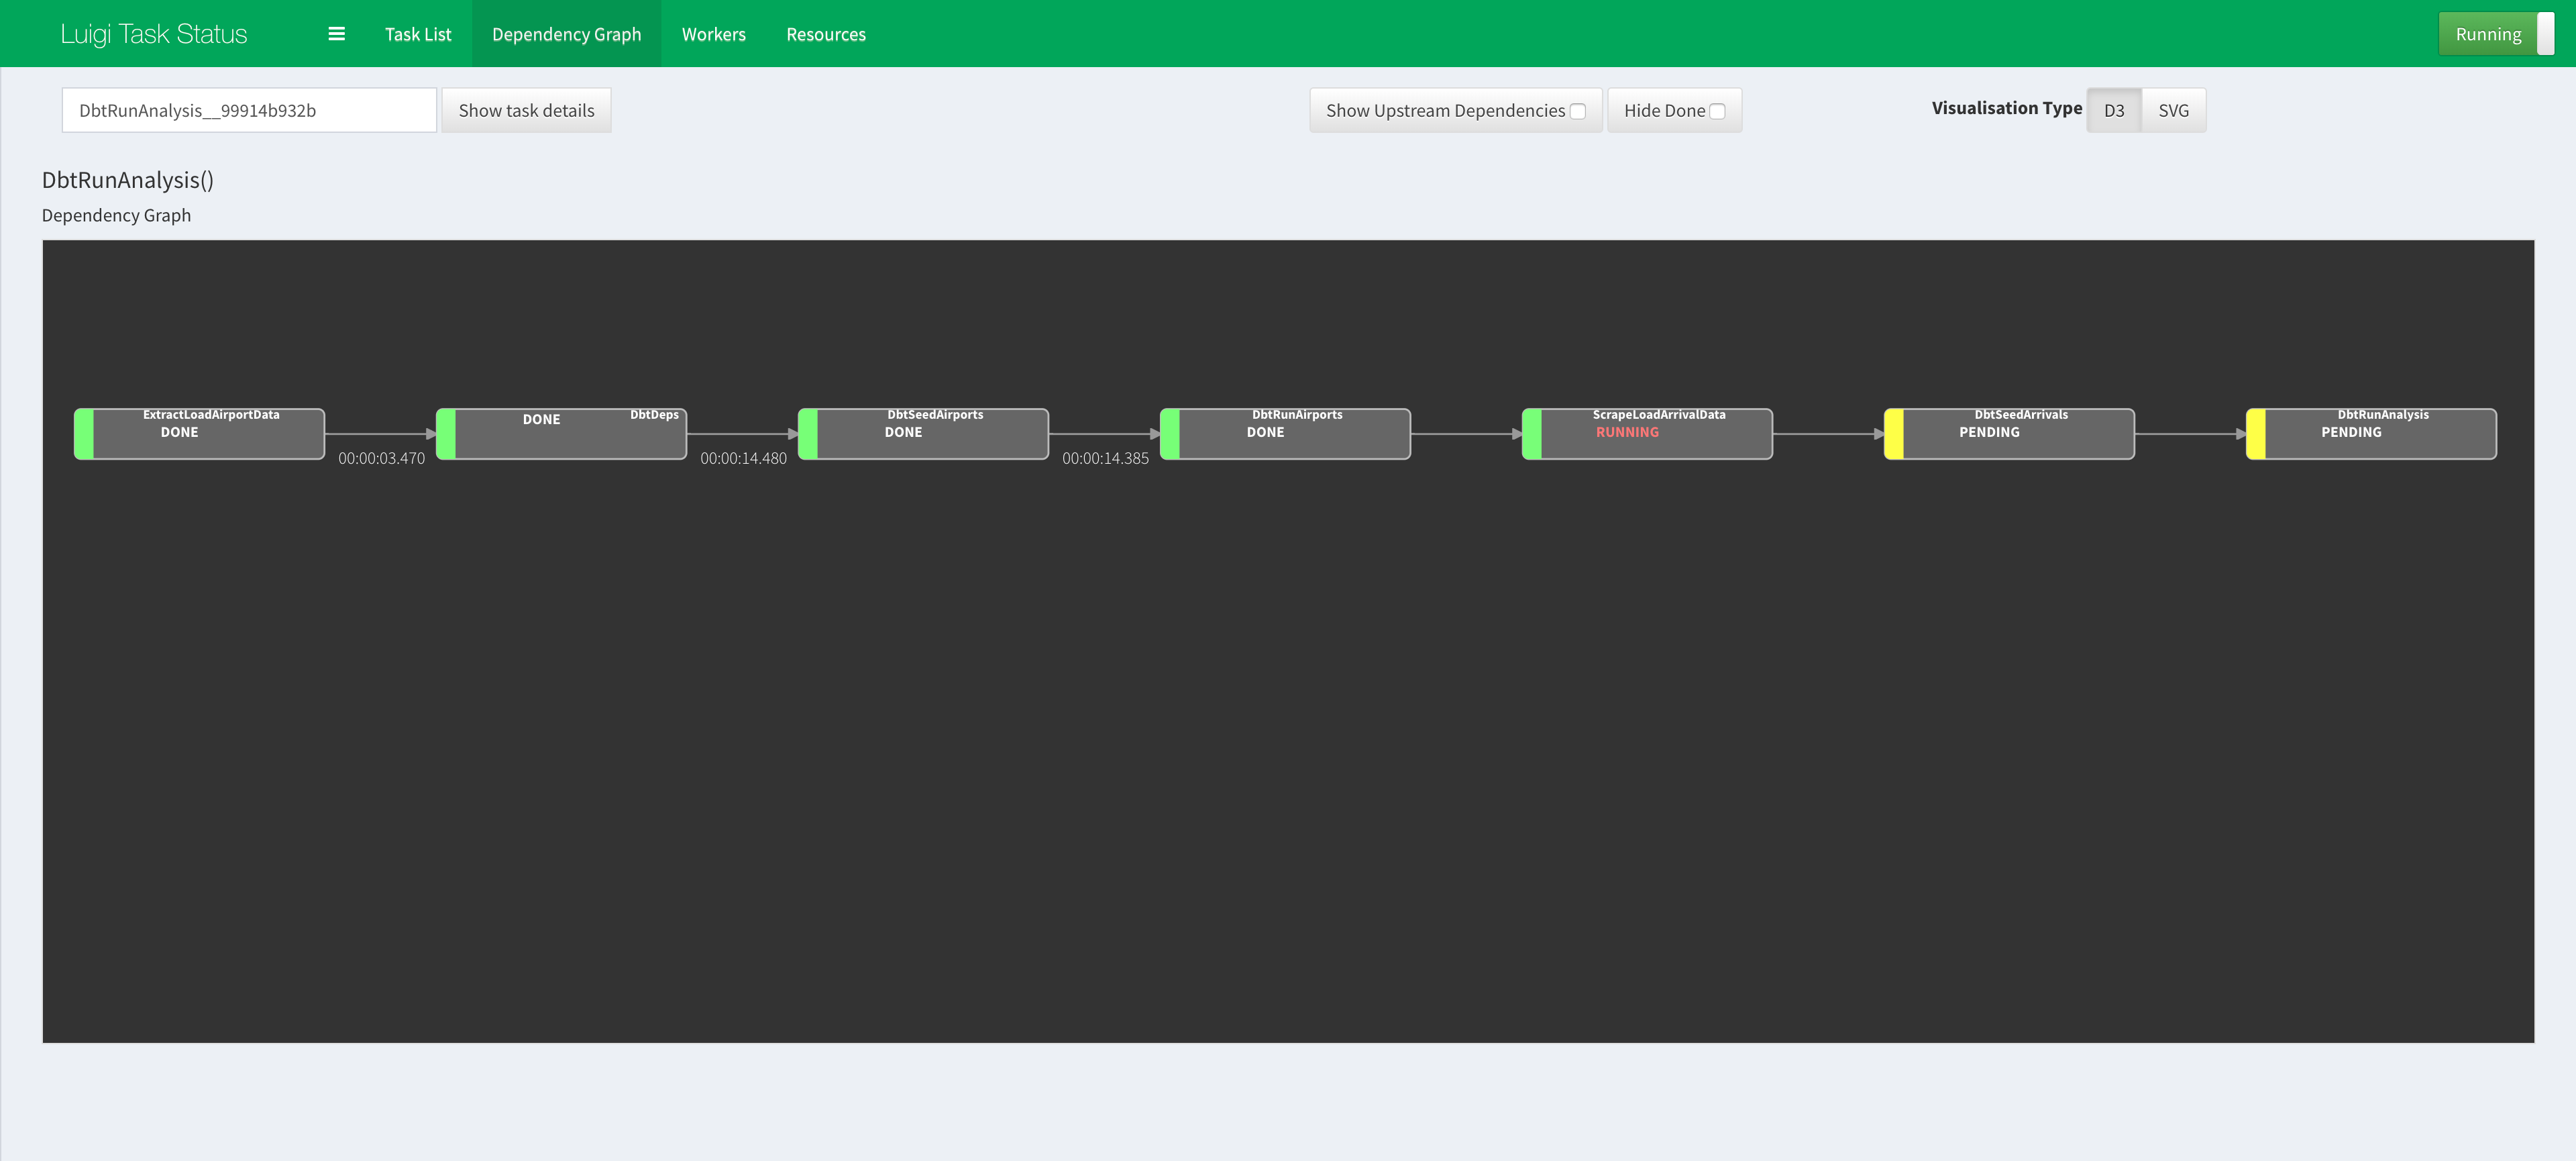 Luigi Task Status
Task List
Dependency Graph
Workers
Resources
Running
DbtRunAnalysis__99914b932b
Show task details
Show Upstream Dependencies
Hide Done
Visualisation Type
D3
SVG
DbtRunAnalysis()
Dependency Graph
ExtractLoadAirportData
DONE
00:00:03.470
DbtDeps
DONE
00:00:14.480
DbtSeedAirports
DONE
00:00:14.385
DbtRunAirports
DONE
ScrapeLoadArrivalData
RUNNING
DbtSeedArrivals
PENDING
DbtRunAnalysis
PENDING